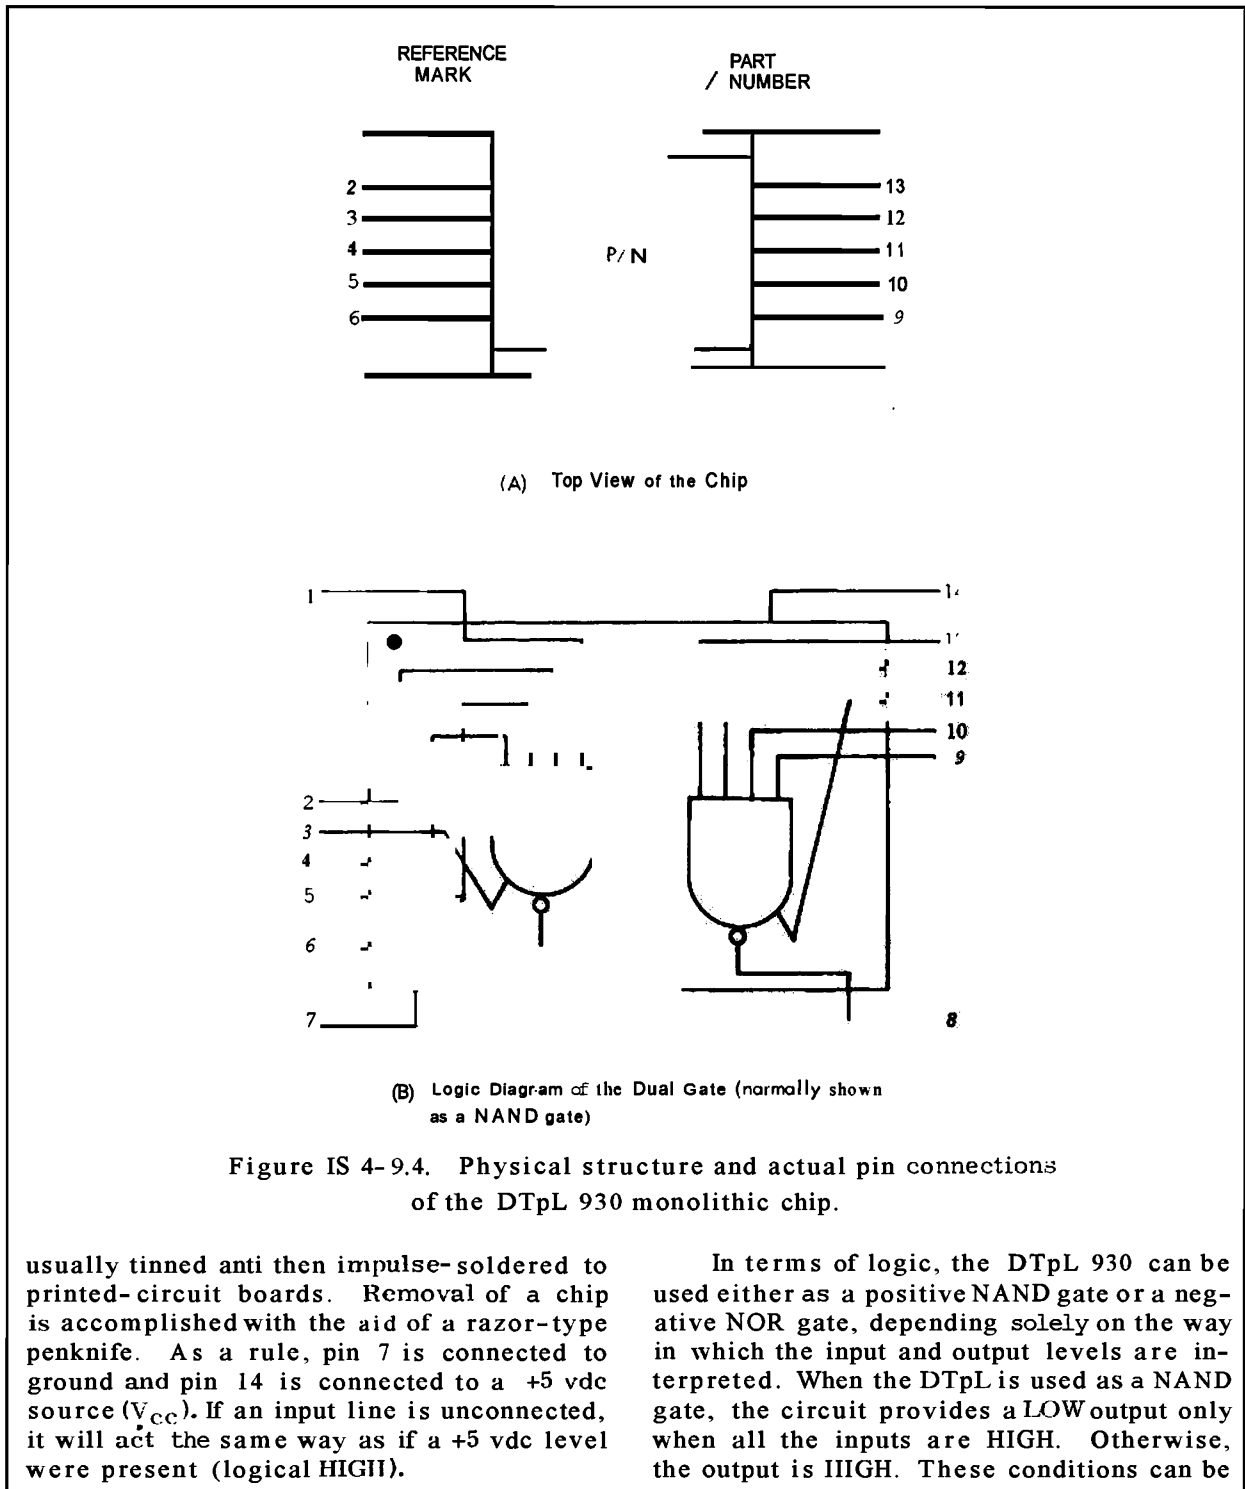 REFERENCE
MARK
PART
/ NUMBER
2
3
4
5
6
P/N
13
12
11
10
9
(A) Top View of the Chip
1
2
3
4
5
6
7
12
11
10
9
8
(B) Logic Diagram of the Dual Gate (normally shown
as a NAND gate)
Figure IS 4-9.4. Physical structure and actual pin connections
of the DTpL 930 monolithic chip.
usually tinned anti then impulse-soldered to
printed-circuit boards. Removal of a chip
is accomplished with the aid of a razor-type
penknife. As a rule, pin 7 is connected to
ground and pin 14 is connected to a +5 vdc
source (Vcc). If an input line is unconnected,
it will act the same way as if a +5 vdc level
were present (logical HIGII).
In terms of logic, the DTpL 930 can be
used either as a positive NAND gate or a neg-
ative NOR gate, depending solely on the way
in which the input and output levels are in-
terpreted. When the DTpL is used as a NAND
gate, the circuit provides a LOW output only
when all the inputs are HIGH. Otherwise,
the output is IIIGH. These conditions can be